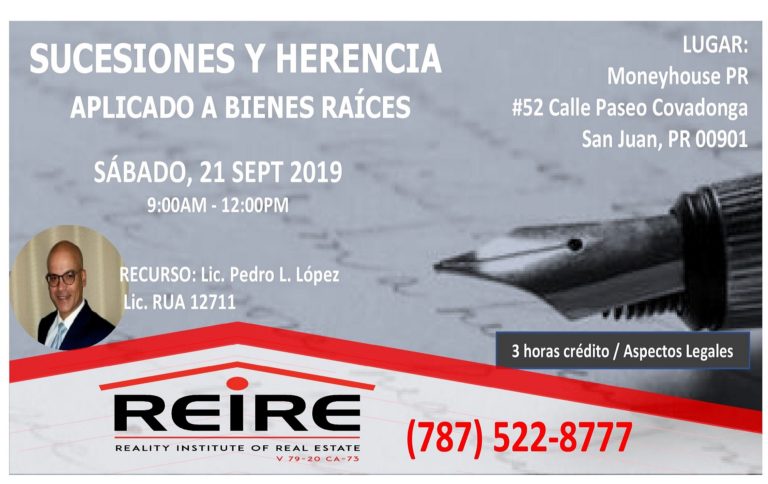 SUCESIONES Y HERENCIA
APLICADO A BIENES RAÍCES
SÁBADO, 21 SEPT 2019
9:00AM - 12:00PM
LUGAR:
Moneyhouse PR
#52 Calle Paseo Covadonga
San Juan, PR 00901
RECURSO: Lic. Pedro L. López
Lic. RUA 12711
3 horas crédito / Aspectos Legales
REIRE
REALITY INSTITUTE OF REAL ESTATE
V 79-20 CA-73
(787) 522-8777